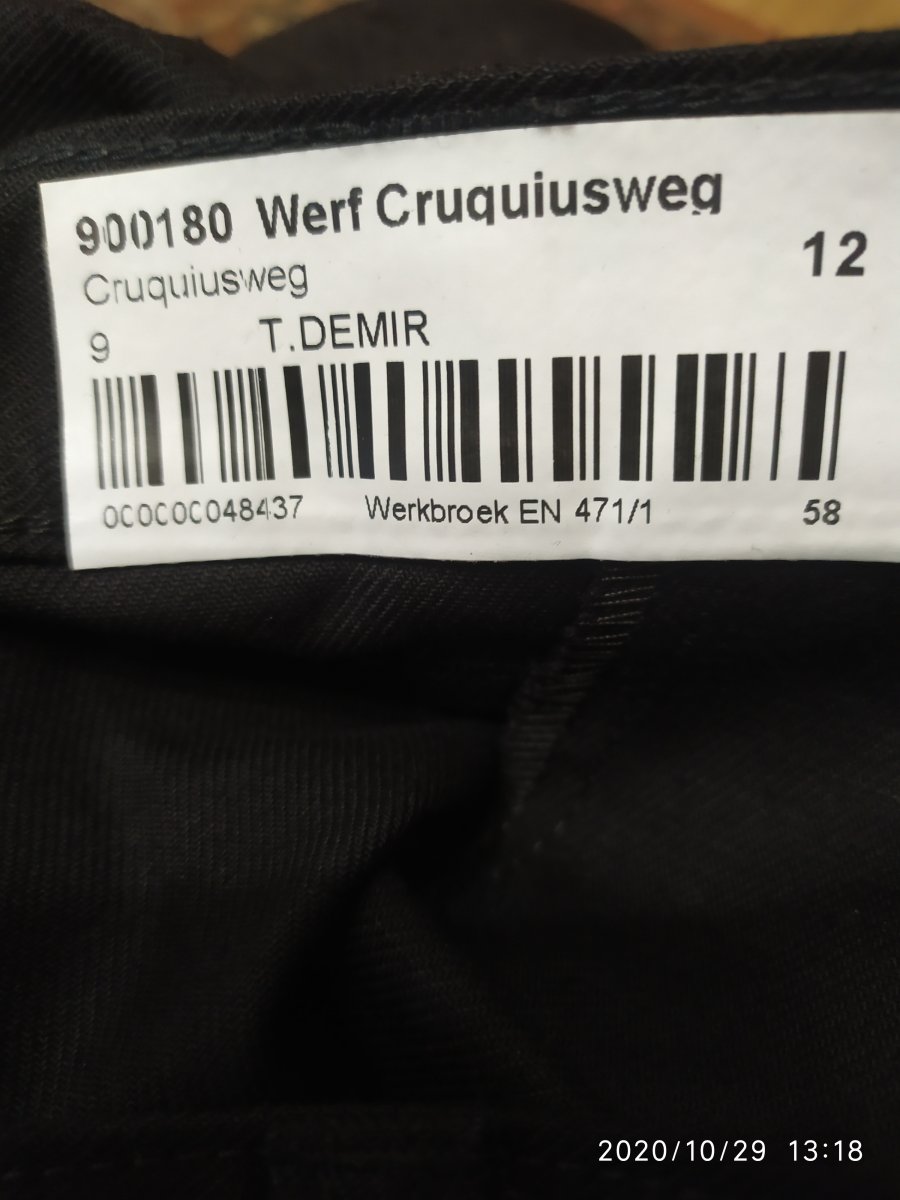 900180 Werf Cruquiusweg
12
Cruquiusweg
9 T.DEMIR
0C0C0C048437 Werkbroek EN 471/1 58
2020/10/29 13:18